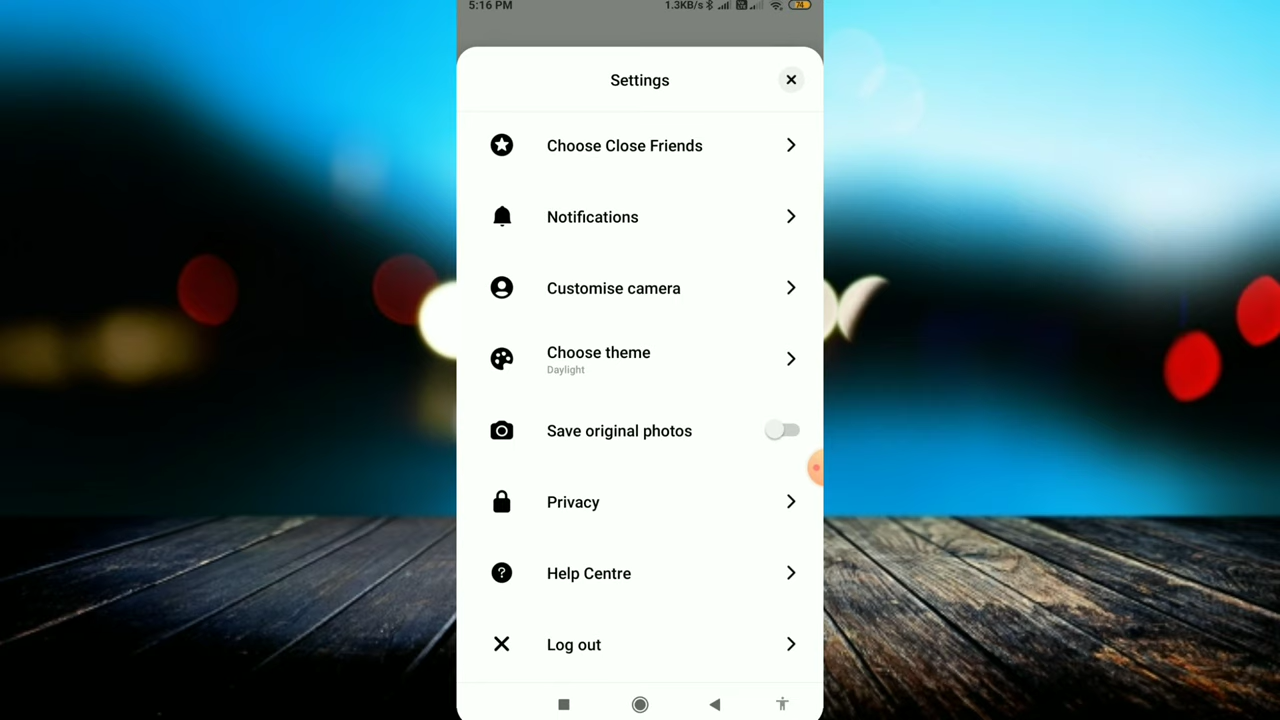 5:16 PM 1.3KB/s 74
Settings
Choose Close Friends
Notifications
Customise camera
Choose theme
Daylight
Save original photos
Privacy
Help Centre
Log out